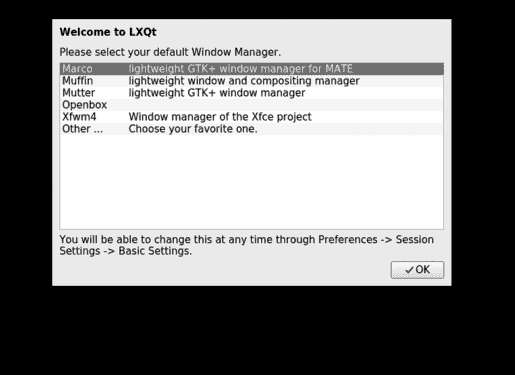 Welcome to LXQt
Please select your default Window Manager.
Marco lightweight GTK+ window manager for MATE
Muffin lightweight window and compositing manager
Mutter lightweight GTK+ window manager
Openbox
Xfwm4 Window manager of the Xfce project
Other ... Choose your favorite one.
You will be able to change this at any time through Preferences -> Session
Settings -> Basic Settings.
OK